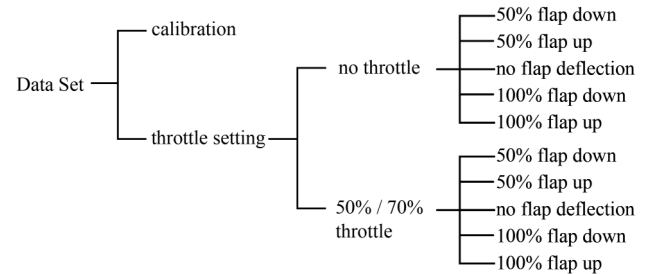 Data Set
calibration
throttle setting
no throttle
50% flap down
50% flap up
no flap deflection
100% flap down
100% flap up
50% / 70%
throttle
50% flap down
50% flap up
no flap deflection
100% flap down
100% flap up